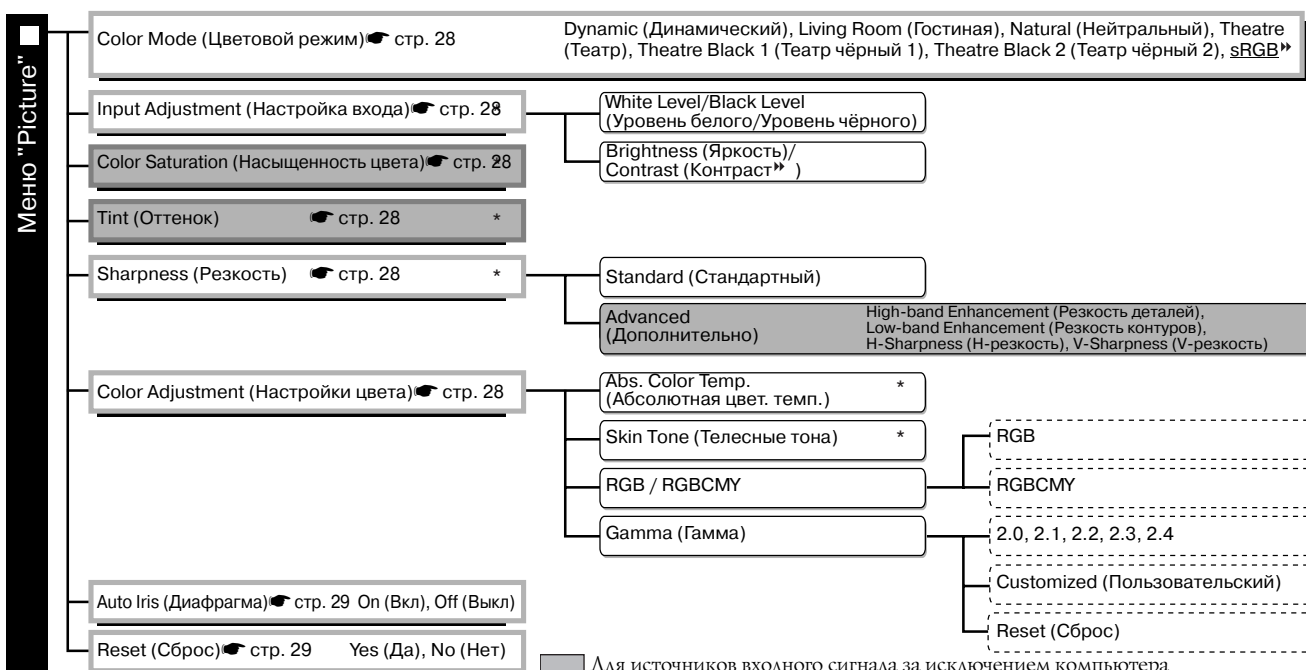 Меню "Picture"
Color Mode (Цветовой режим)☛ стр. 28
Dynamic (Динамический), Living Room (Гостиная), Natural (Нейтральный), Theatre
(Театр), Theatre Black 1 (Театр чёрный 1), Theatre Black 2 (Театр чёрный 2), sRGB
Input Adjustment (Настройка входа)☛ стр. 28 *
White Level/Black Level
(Уровень белого/Уровень чёрного)
Brightness (Яркость)/
Contrast (Контраст )
Color Saturation (Насыщенность цвета)☛ стр. 28 *
Tint (Оттенок) ☛ стр. 28 *
Sharpness (Резкость) ☛ стр. 28 *
Standard (Стандартный)
Advanced
(Дополнительно)
High-band Enhancement (Резкость деталей),
Low-band Enhancement (Резкость контуров),
H-Sharpness (H-резкость), V-Sharpness (V-резкость)
Color Adjustment (Настройки цвета)☛ стр. 28
Abs. Color Temp. *
(Абсолютная цвет. темп.)
Skin Tone (Телесные тона) *
RGB / RGBCMY
RGB
RGBCMY
Gamma (Гамма)
2.0, 2.1, 2.2, 2.3, 2.4
Customized (Пользовательский)
Reset (Сброс)
Auto Iris (Диафрагма)☛ стр. 29 On (Вкл), Off (Выкл)
Reset (Сброс)☛ стр. 29 Yes (Да), No (Нет)
Для источников входного сигнала за исключением компьютера